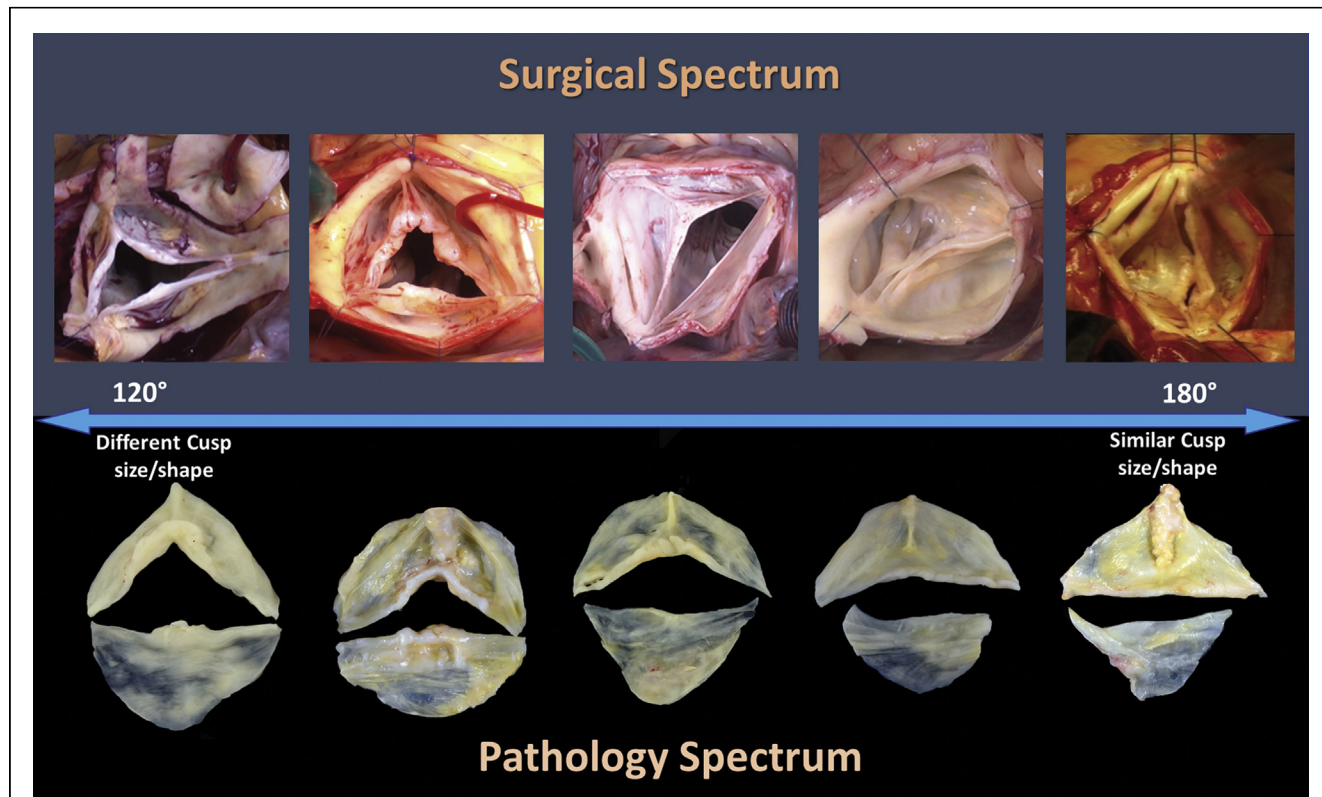 Surgical Spectrum
120°
180°
Different Cusp
size/shape
Similar Cusp
size/shape
Pathology Spectrum